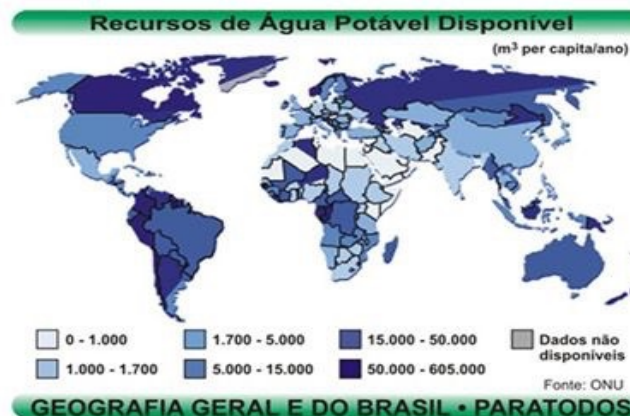 Recursos de Água Potável Disponível
(m³ per capita/ano)
0 - 1.000
1.700 - 5.000
15.000 - 50.000
Dados não disponíveis
1.000 - 1.700
5.000 - 15.000
50.000 - 605.000
Fonte: ONU
GEOGRAFIA GERAL E DO BRASIL • PARATODOS